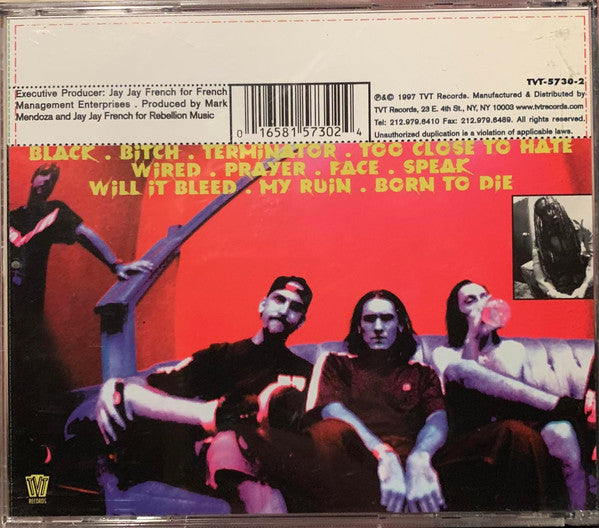 TVT-5730-2
Executive Producer: Jay Jay French for French
Management Enterprises . Produced by Mark
Mendoza and Jay Jay French for Rebellion Music
0 16581 57302 4
℗&© 1997 TVT Records. Manufactured & Distributed by
TVT Records, 23 E. 4th St., NY, NY 10003 www.tvtrecords.com
Tel: 212.979.6410 Fax: 212.979.6489. All rights reserved.
Unauthorized duplication is a violation of applicable laws.
BLACK . BiTCH . TERMiNATOR . TOO CLOSE TO HATE
WiRED . PRAYER . FACE . SPEAK
WiLL iT BLEED . MY RUiN . BORN TO DiE
TVT
RECORDS